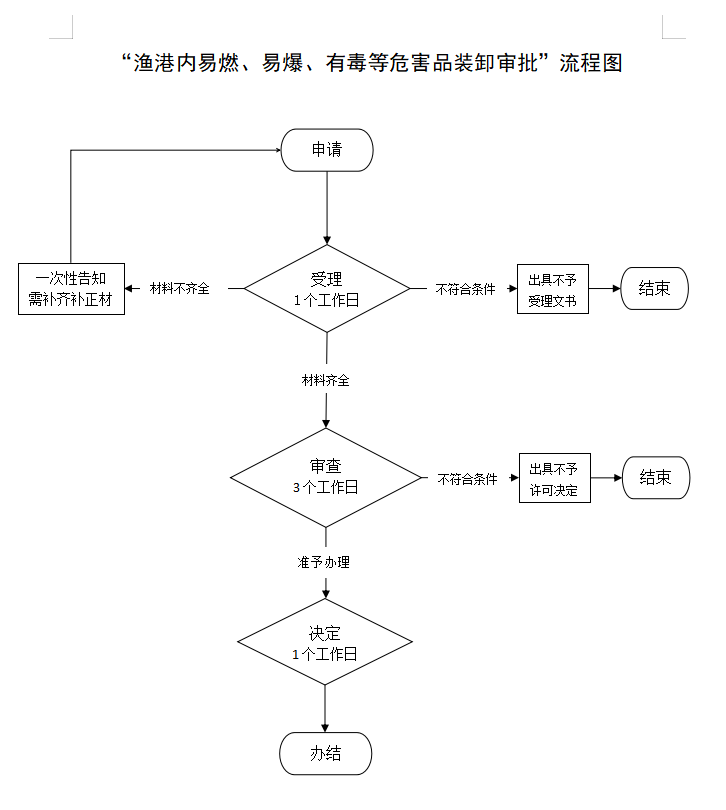 “渔港内易燃、易爆、有毒等危害品装卸审批”流程图
申请
一次性告知
需补齐补正材
材料不齐全
受理
1个工作日
不符合条件
出具不予
受理文书
结束
材料齐全
审查
3个工作日
不符合条件
出具不予
许可决定
结束
准予办理
决定
1个工作日
办结